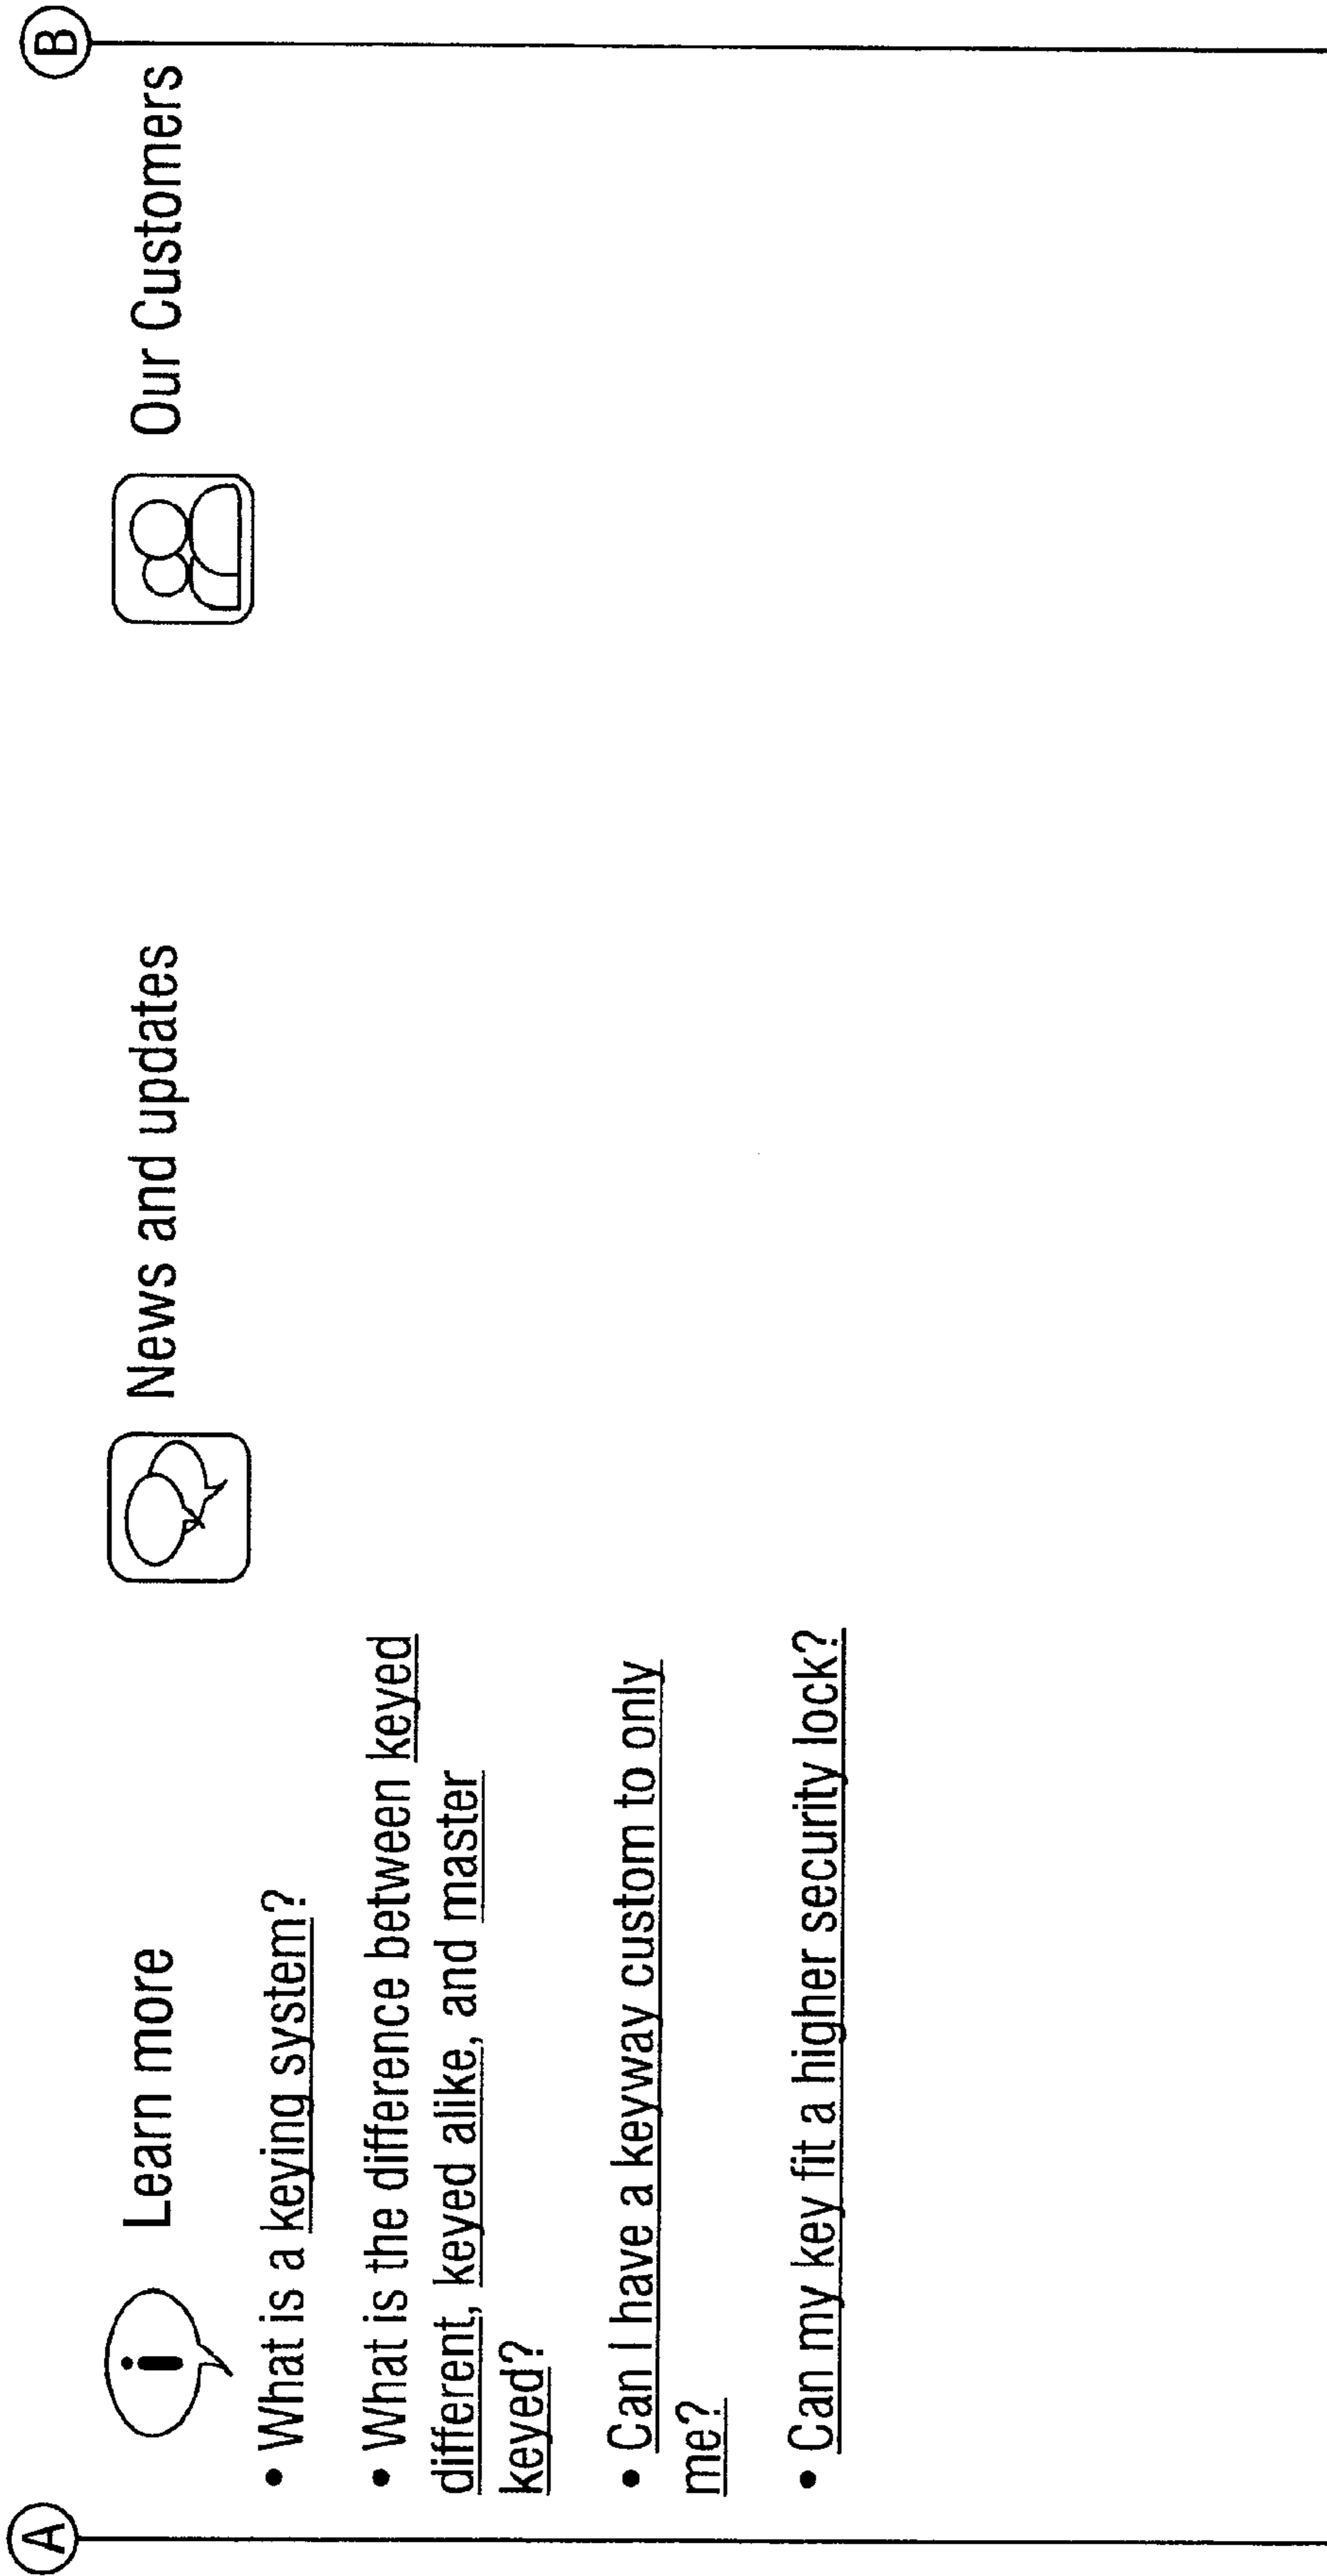 A
B
i
Learn more
• What is a keying system?
• What is the difference between keyed
different, keyed alike, and master
keyed?
• Can I have a keyway custom to only
me?
• Can my key fit a higher security lock?
News and updates
Our Customers